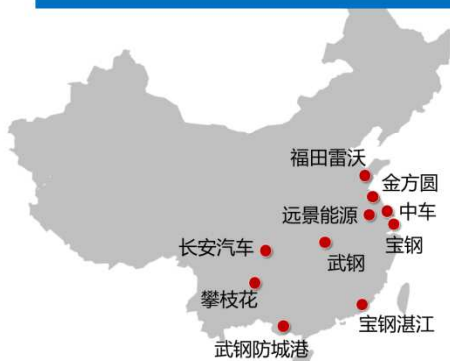 福田雷沃
金方圆
远景能源
中车
宝钢
长安汽车
武钢
攀枝花
宝钢湛江
武钢防城港